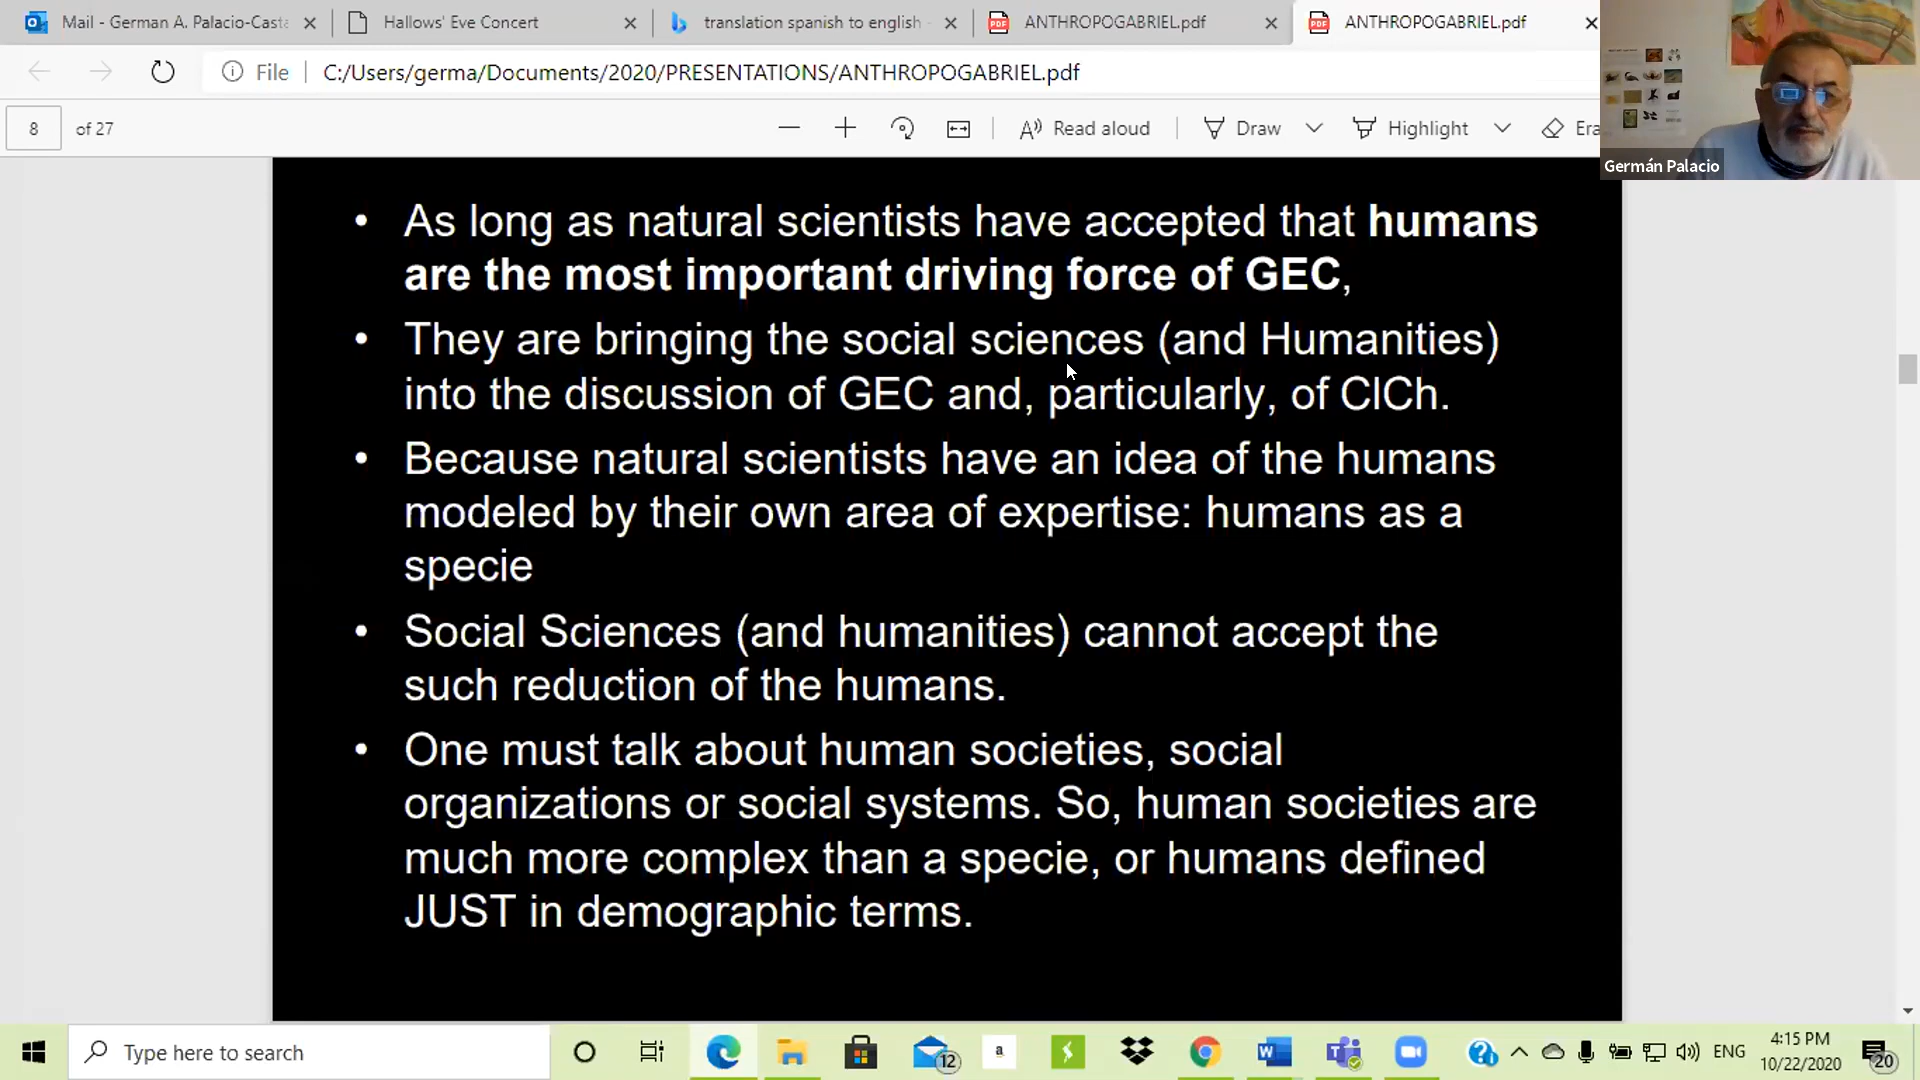 Mail - German A. Palacio-Casta
Hallows' Eve Concert
translation spanish to english -
ANTHROPOGABRIEL.pdf
ANTHROPOGABRIEL.pdf
File
C:/Users/germa/Documents/2020/PRESENTATIONS/ANTHROPOGABRIEL.pdf
8 of 27
Read aloud
Draw
Highlight
Era
Germán Palacio
• As long as natural scientists have accepted that humans
are the most important driving force of GEC,
• They are bringing the social sciences (and Humanities)
into the discussion of GEC and, particularly, of ClCh.
• Because natural scientists have an idea of the humans
modeled by their own area of expertise: humans as a
specie
• Social Sciences (and humanities) cannot accept the
such reduction of the humans.
• One must talk about human societies, social
organizations or social systems. So, human societies are
much more complex than a specie, or humans defined
JUST in demographic terms.
Type here to search
12
a
ENG
4:15 PM
10/22/2020
20